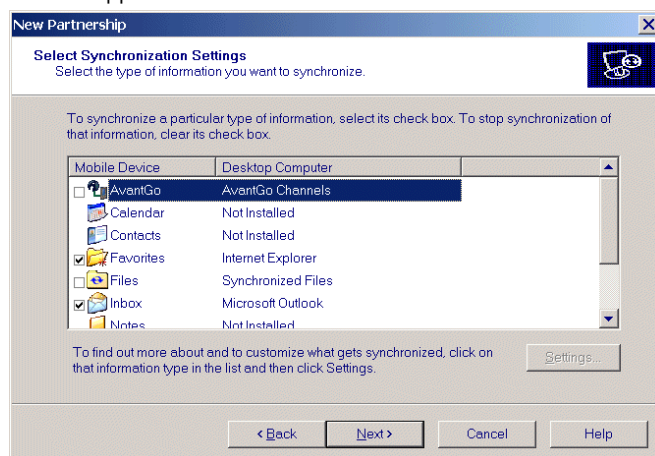 New Partnership
Select Synchronization Settings
Select the type of information you want to synchronize.
To synchronize a particular type of information, select its check box. To stop synchronization of
that information, clear its check box.
Mobile Device Desktop Computer
AvantGo AvantGo Channels
Calendar Not Installed
Contacts Not Installed
Favorites Internet Explorer
Files Synchronized Files
Inbox Microsoft Outlook
Notes Not Installed
To find out more about and to customize what gets synchronized, click on
that information type in the list and then click Settings.
Settings...
< Back Next > Cancel Help